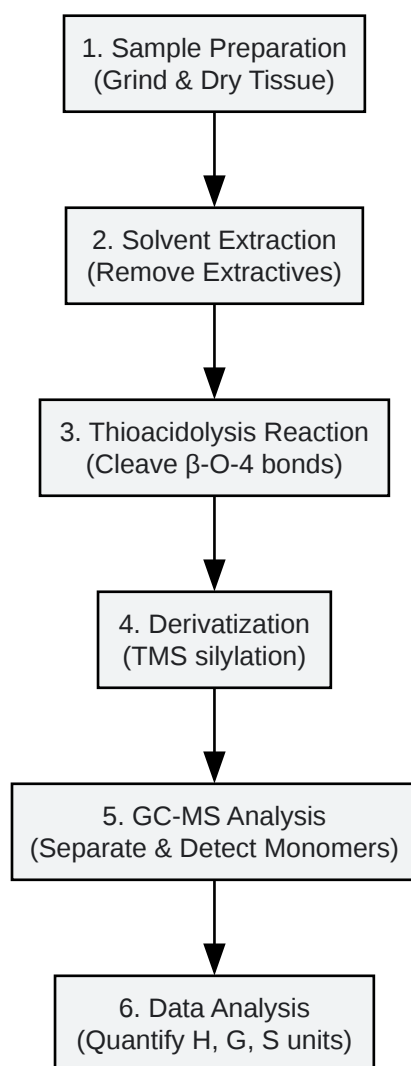 1. Sample Preparation
(Grind & Dry Tissue)
2. Solvent Extraction
(Remove Extractives)
3. Thioacidolysis Reaction
(Cleave β-O-4 bonds)
4. Derivatization
(TMS silylation)
5. GC-MS Analysis
(Separate & Detect Monomers)
6. Data Analysis
(Quantify H, G, S units)